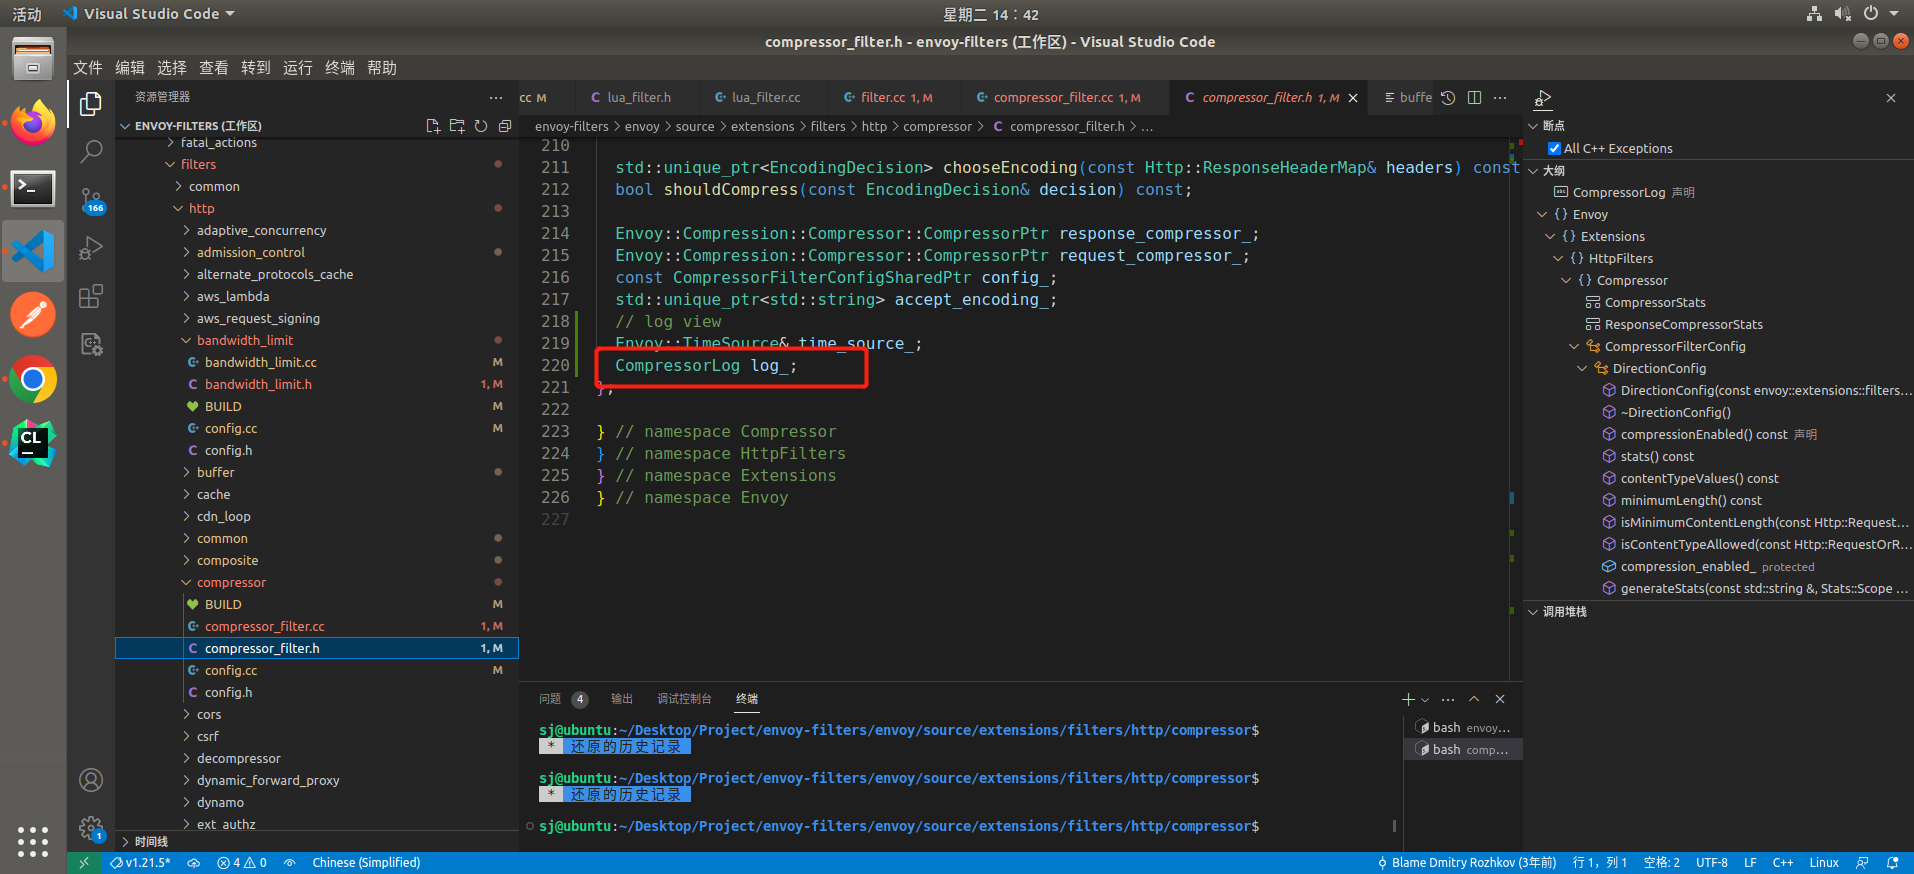 活动
Visual Studio Code
星期二 14：42
compressor_filter.h - envoy-filters (工作区) - Visual Studio Code
文件 编辑 选择 查看 转到 运行 终端 帮助
资源管理器
ENVOY-FILTERS (工作区)
fatal_actions
filters
common
http
adaptive_concurrency
admission_control
alternate_protocols_cache
aws_lambda
aws_request_signing
bandwidth_limit
bandwidth_limit.cc M
bandwidth_limit.h 1, M
BUILD M
config.cc M
config.h
buffer
cache
cdn_loop
common
composite
compressor
BUILD M
compressor_filter.cc 1, M
compressor_filter.h 1, M
config.cc M
config.h
cors
csrf
decompressor
dynamic_forward_proxy
dynamo
ext_authz
时间线
166
1
cc M
lua_filter.h
lua_filter.cc
filter.cc 1, M
compressor_filter.cc 1, M
compressor_filter.h 1, M
buffe
envoy-filters > envoy > source > extensions > filters > http > compressor > C compressor_filter.h > ...
210
211 std::unique_ptr<EncodingDecision> chooseEncoding(const Http::ResponseHeaderMap& headers) const
212 bool shouldCompress(const EncodingDecision& decision) const;
213
214 Envoy::Compression::Compressor::CompressorPtr response_compressor_;
215 Envoy::Compression::Compressor::CompressorPtr request_compressor_;
216 const CompressorFilterConfigSharedPtr config_;
217 std::unique_ptr<std::string> accept_encoding_;
218 // log view
219 Envoy::TimeSource& time_source_;
220 CompressorLog log_;
221 };
222
223 } // namespace Compressor
224 } // namespace HttpFilters
225 } // namespace Extensions
226 } // namespace Envoy
227
问题 4 输出 调试控制台 终端
sj@ubuntu:~/Desktop/Project/envoy-filters/envoy/source/extensions/filters/http/compressor$
* 还原的历史记录
sj@ubuntu:~/Desktop/Project/envoy-filters/envoy/source/extensions/filters/http/compressor$
* 还原的历史记录
sj@ubuntu:~/Desktop/Project/envoy-filters/envoy/source/extensions/filters/http/compressor$
bash envoy...
bash comp...
断点
All C++ Exceptions
大纲
CompressorLog 声明
{} Envoy
{} Extensions
{} HttpFilters
{} Compressor
CompressorStats
ResponseCompressorStats
CompressorFilterConfig
DirectionConfig
DirectionConfig(const envoy::extensions::filters...
~DirectionConfig()
compressionEnabled() const 声明
stats() const
contentTypeValues() const
minimumLength() const
isMinimumContentLength(const Http::Request...
isContentTypeAllowed(const Http::RequestOrR...
compression_enabled_ protected
generateStats(const std::string &, Stats::Scope ...
调用堆栈
v1.21.5* 4 0 Chinese (Simplified)
Blame Dmitry Rozhkov (3年前) 行 1，列 1 空格: 2 UTF-8 LF C++ Linux